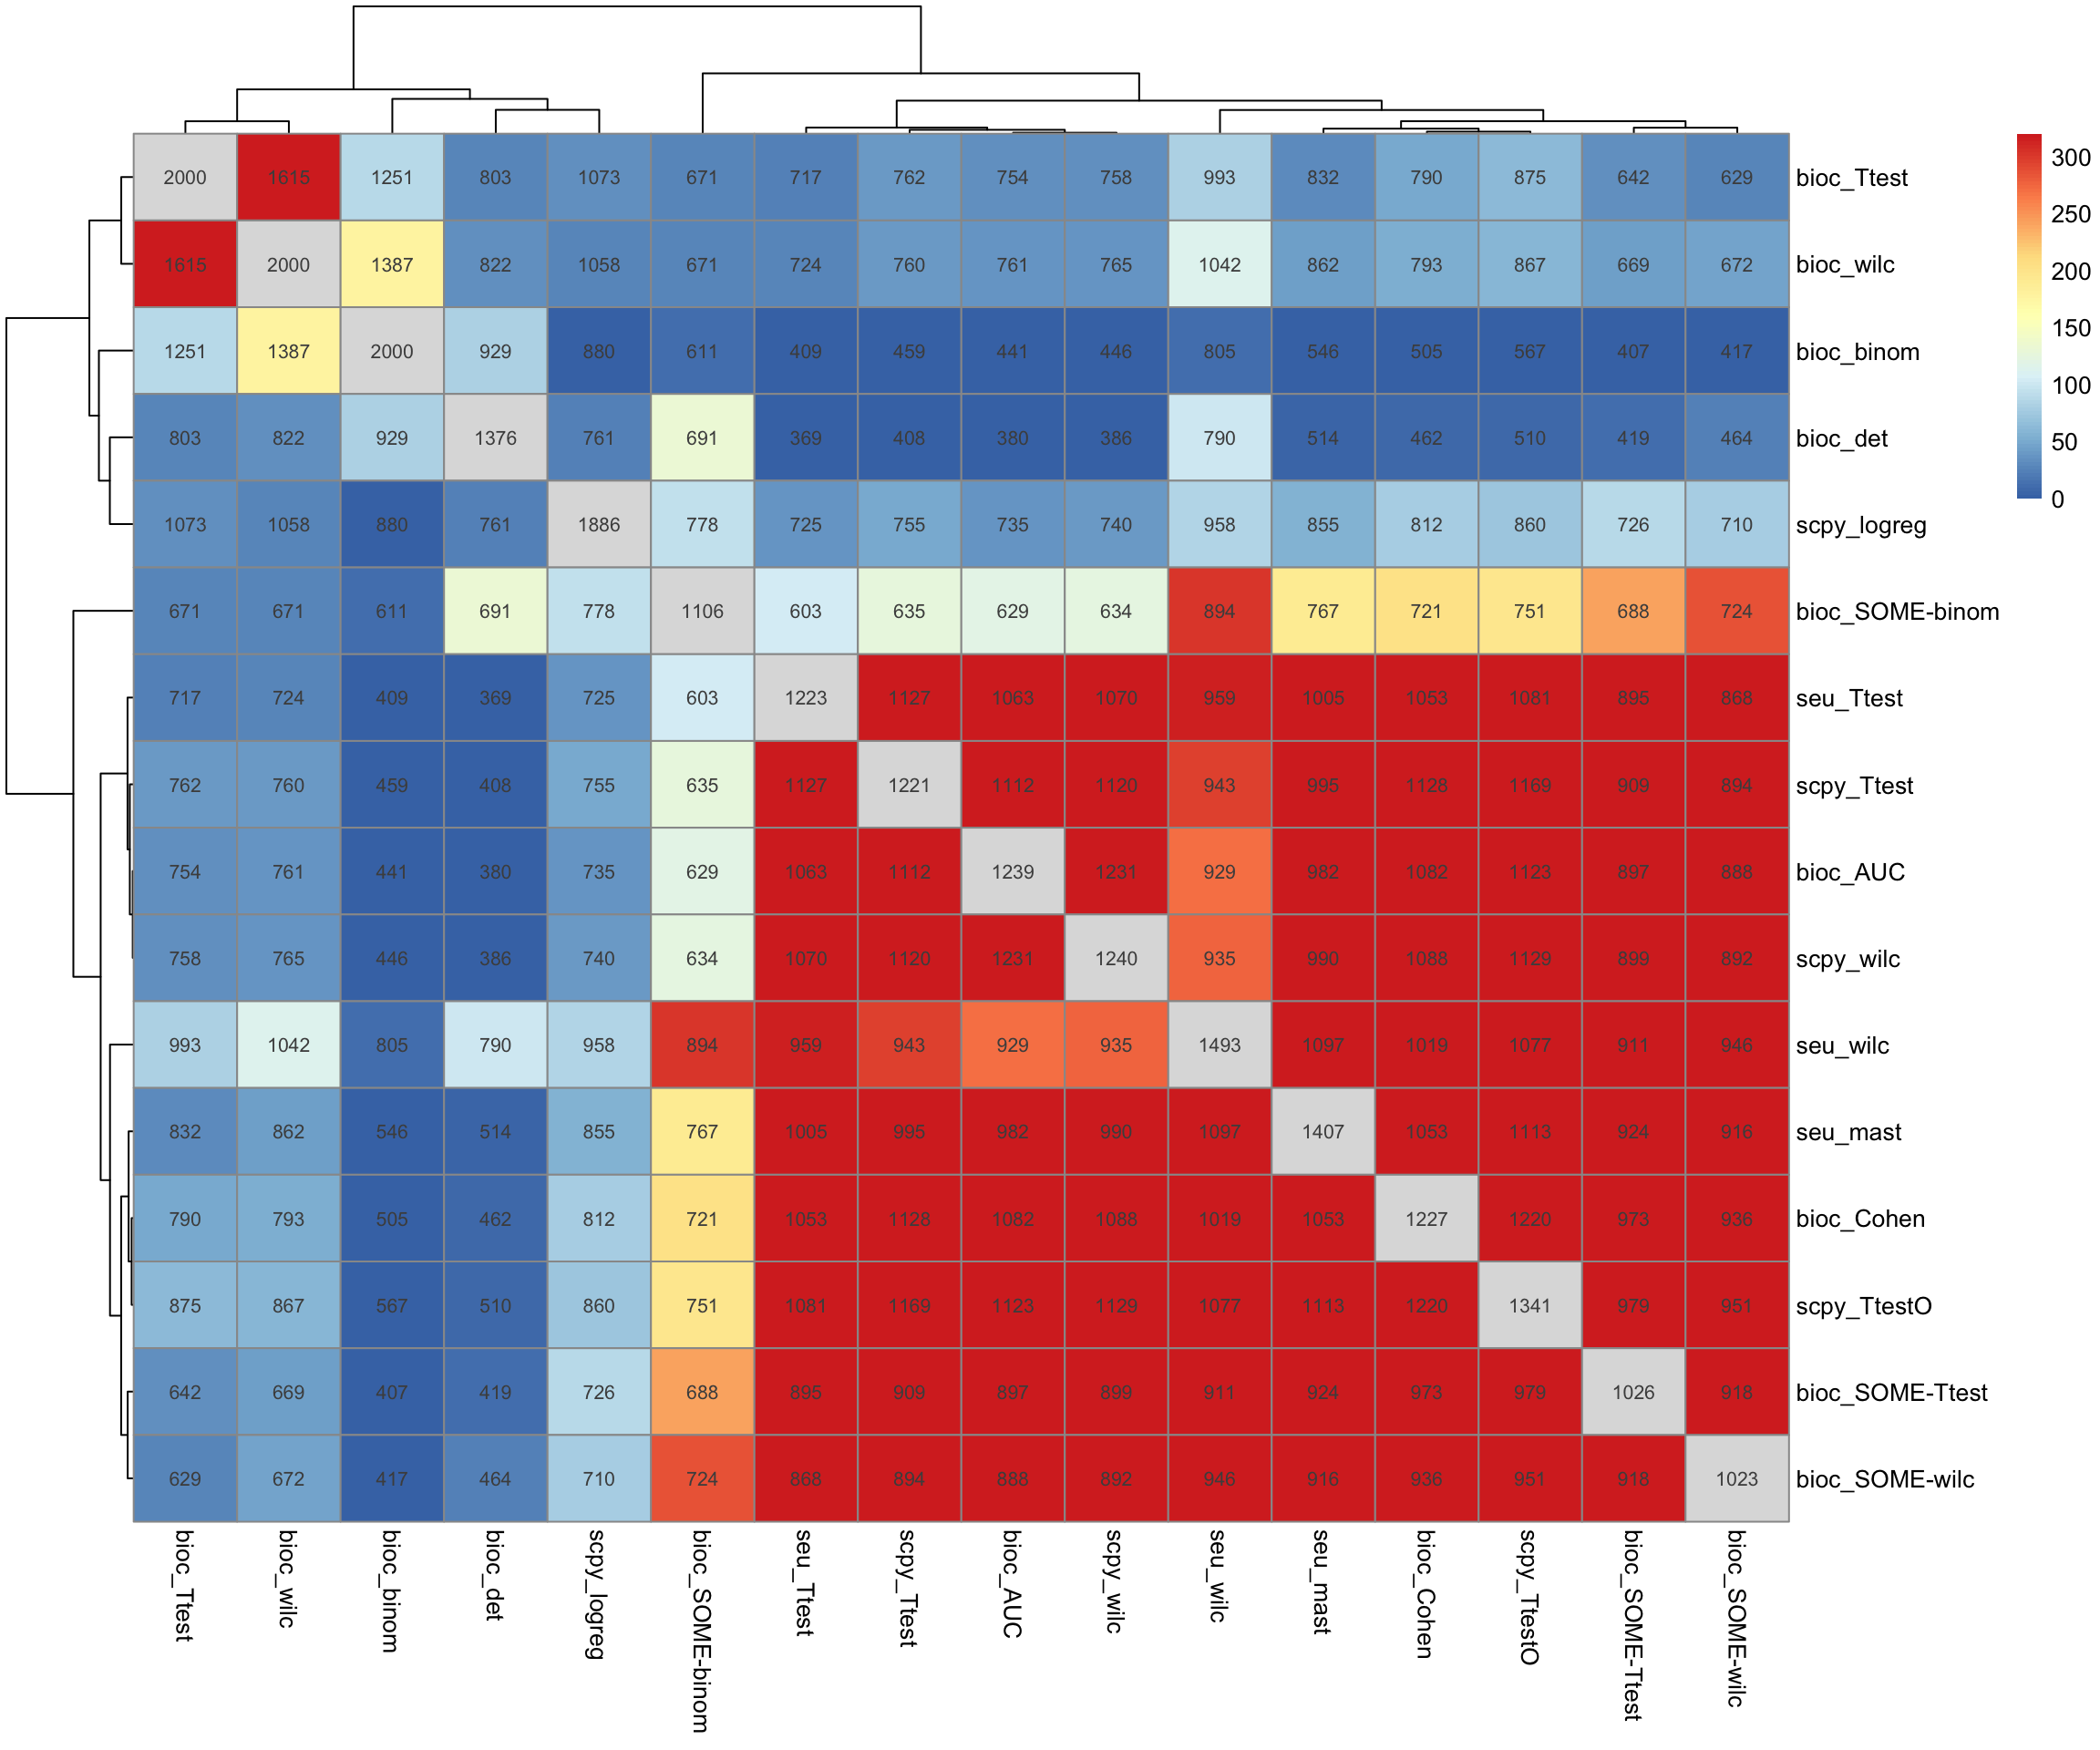 2000 1615 1251 803 1073 671 717 762 754 758 993 832 790 875 642 629 bioc_Ttest
1615 2000 1387 822 1058 671 724 760 761 765 1042 862 793 867 669 672 bioc_wilc
1251 1387 2000 929 880 611 409 459 441 446 805 546 505 567 407 417 bioc_binom
803 822 929 1376 761 691 369 408 380 386 790 514 462 510 419 464 bioc_det
1073 1058 880 761 1886 778 725 755 735 740 958 855 812 860 726 710 scpy_logreg
671 671 611 691 778 1106 603 635 629 634 894 767 721 751 688 724 bioc_SOME-binom
717 724 409 369 725 603 1223 1127 1063 1070 959 1005 1053 1081 895 868 seu_Ttest
762 760 459 408 755 635 1127 1221 1112 1120 943 995 1128 1169 909 894 scpy_Ttest
754 761 441 380 735 629 1063 1112 1239 1231 929 982 1082 1123 897 888 bioc_AUC
758 765 446 386 740 634 1070 1120 1231 1240 935 990 1088 1129 899 892 scpy_wilc
993 1042 805 790 958 894 959 943 929 935 1493 1097 1019 1077 911 946 seu_wilc
832 862 546 514 855 767 1005 995 982 990 1097 1407 1053 1113 924 916 seu_mast
790 793 505 462 812 721 1053 1128 1082 1088 1019 1053 1227 1220 973 936 bioc_Cohen
875 867 567 510 860 751 1081 1169 1123 1129 1077 1113 1220 1341 979 951 scpy_TtestO
642 669 407 419 726 688 895 909 897 899 911 924 973 979 1026 918 bioc_SOME-Ttest
629 672 417 464 710 724 868 894 888 892 946 916 936 951 918 1023 bioc_SOME-wilc
bioc_Ttest
bioc_wilc
bioc_binom
bioc_det
scpy_logreg
bioc_SOME-binom
seu_Ttest
scpy_Ttest
bioc_AUC
scpy_wilc
seu_wilc
seu_mast
bioc_Cohen
scpy_TtestO
bioc_SOME-Ttest
bioc_SOME-wilc
300
250
200
150
100
50
0